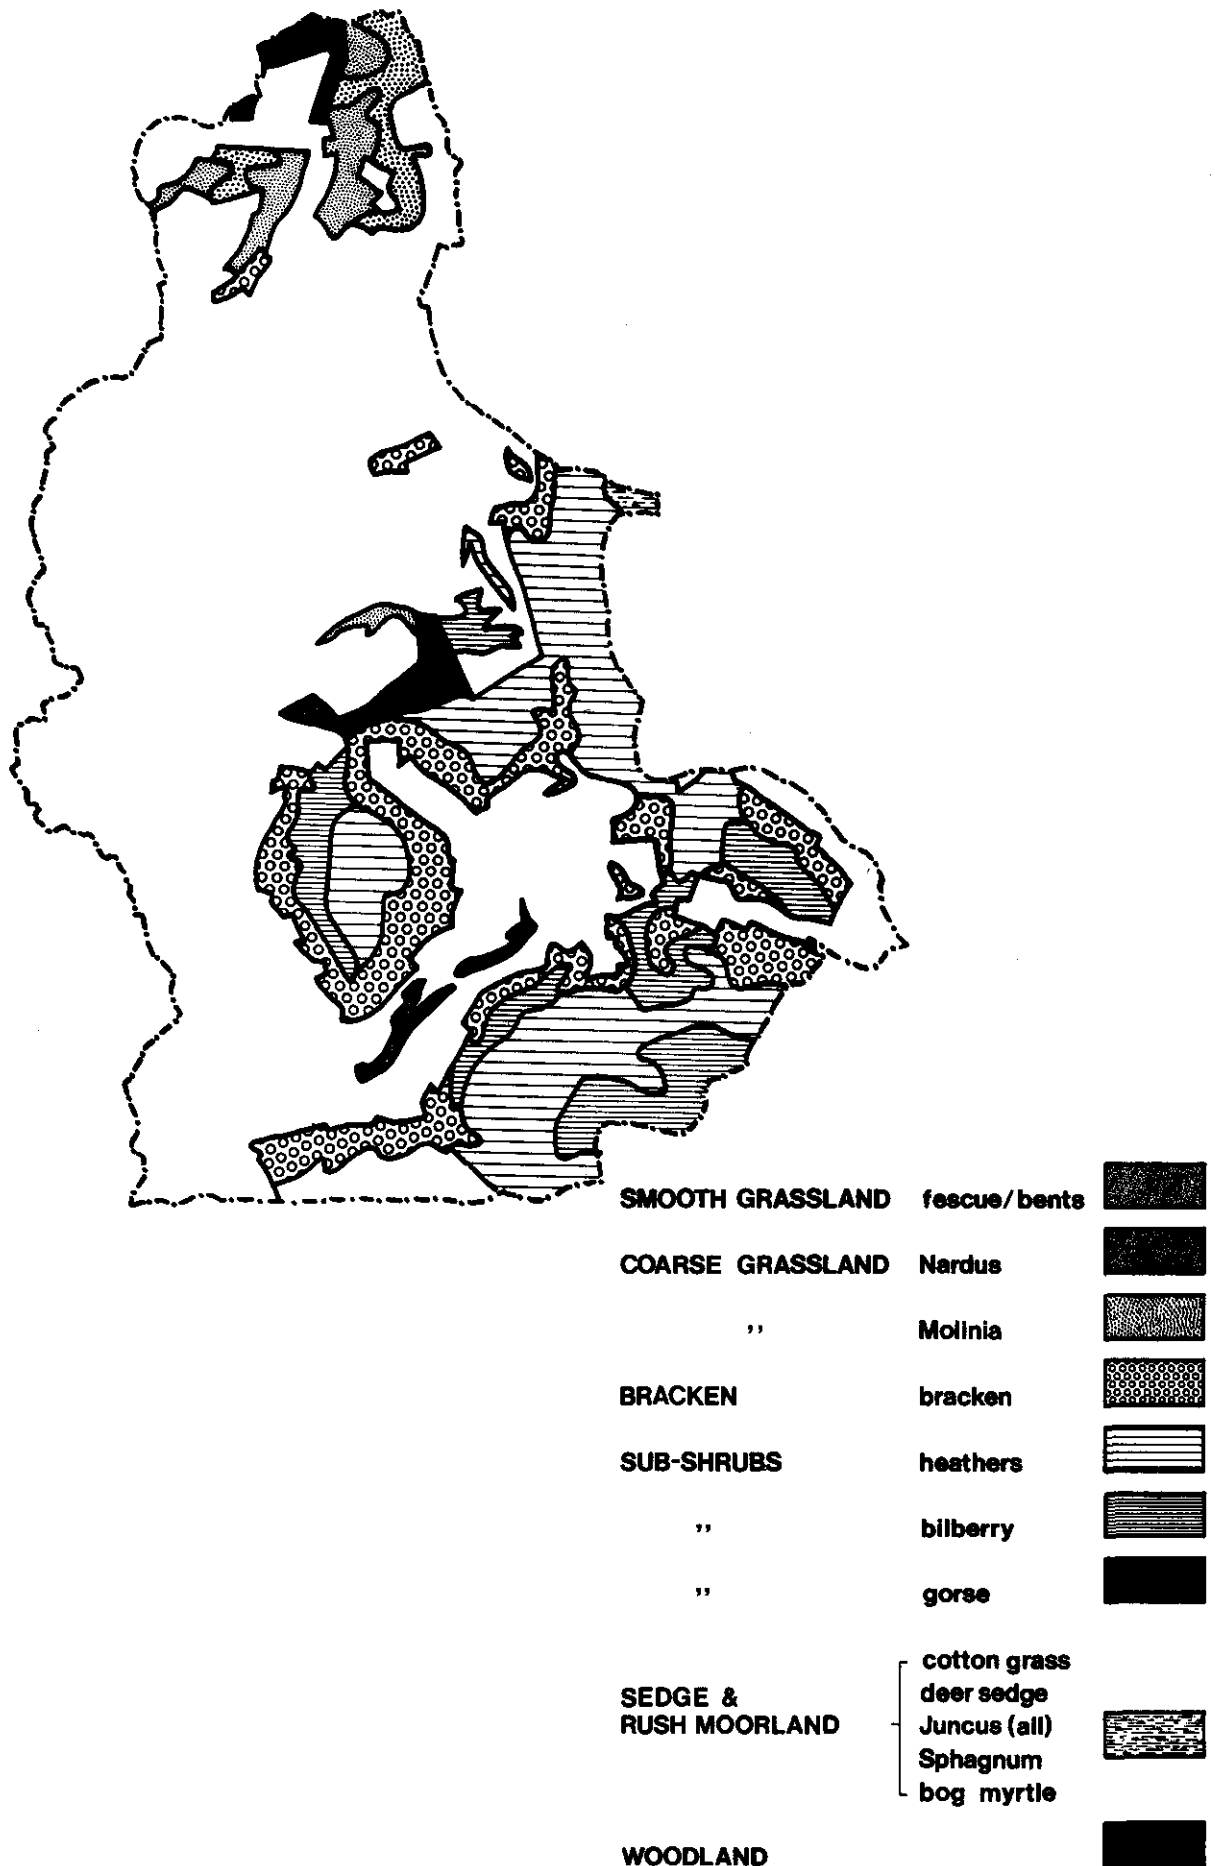 SMOOTH GRASSLAND fescue/bents
COARSE GRASSLAND Nardus
,, Molinia
BRACKEN bracken
SUB-SHRUBS heathers
,, bilberry
,, gorse
SEDGE &
RUSH MOORLAND
cotton grass
deer sedge
Juncus (all)
Sphagnum
bog myrtle
WOODLAND